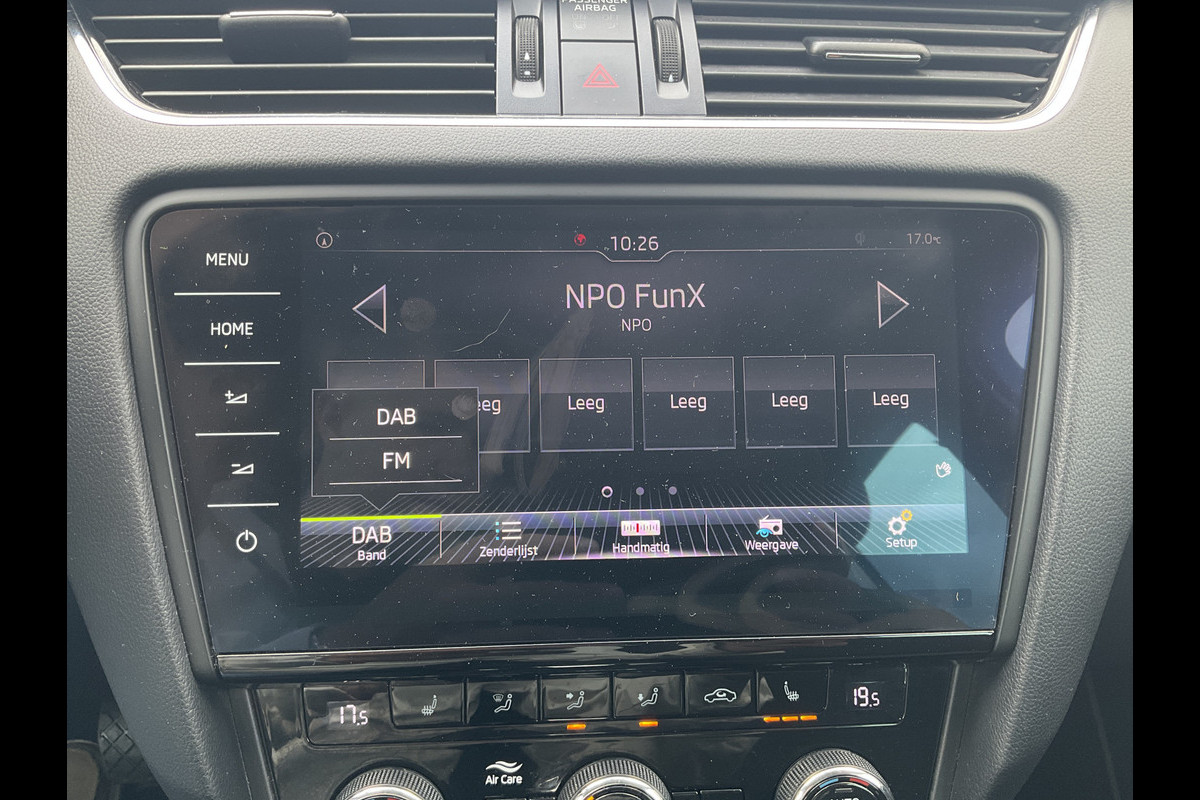 PASSENGER
AIRBAG
MENU
HOME
10:26
17.0°C
NPO FunX
NPO
Leeg
Leeg
Leeg
Leeg
DAB
FM
DAB
Band
Zenderlijst
Handmatig
Weergave
Setup
17.5
19.5
Air Care